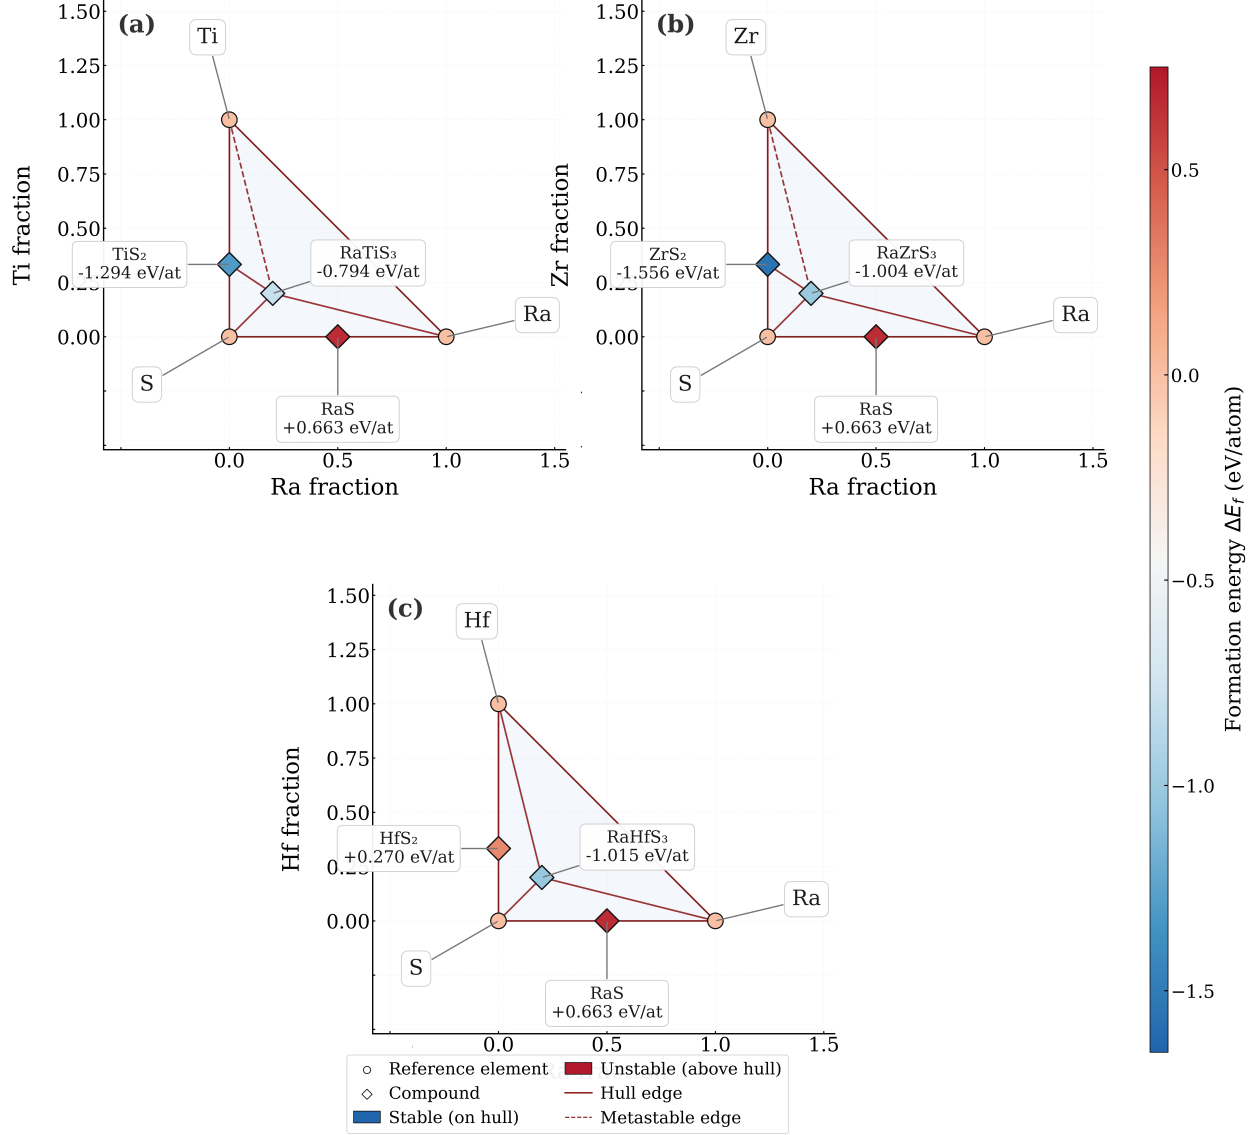 (a)
1.50
1.25
1.00
0.75
0.50
0.00
Ti fraction
Ti
TiS₂
-1.294 eV/at
RaTiS₃
-0.794 eV/at
Ra
S
RaS
+0.663 eV/at
0.0 0.5 1.0 1.5
Ra fraction
(b)
1.50
1.25
1.00
0.75
0.50
0.00
Zr fraction
Zr
ZrS₂
-1.556 eV/at
RaZrS₃
-1.004 eV/at
Ra
S
RaS
+0.663 eV/at
0.0 0.5 1.0 1.5
Ra fraction
(c)
1.50
1.25
1.00
0.75
0.50
0.00
Hf fraction
Hf
HfS₂
+0.270 eV/at
RaHfS₃
-1.015 eV/at
Ra
S
RaS
+0.663 eV/at
0.0 0.5 1.0 1.5
0.5
0.0
−0.5
−1.0
−1.5
Formation energy ΔE_f (eV/atom)
Reference element
Compound
Stable (on hull)
Unstable (above hull)
Hull edge
Metastable edge